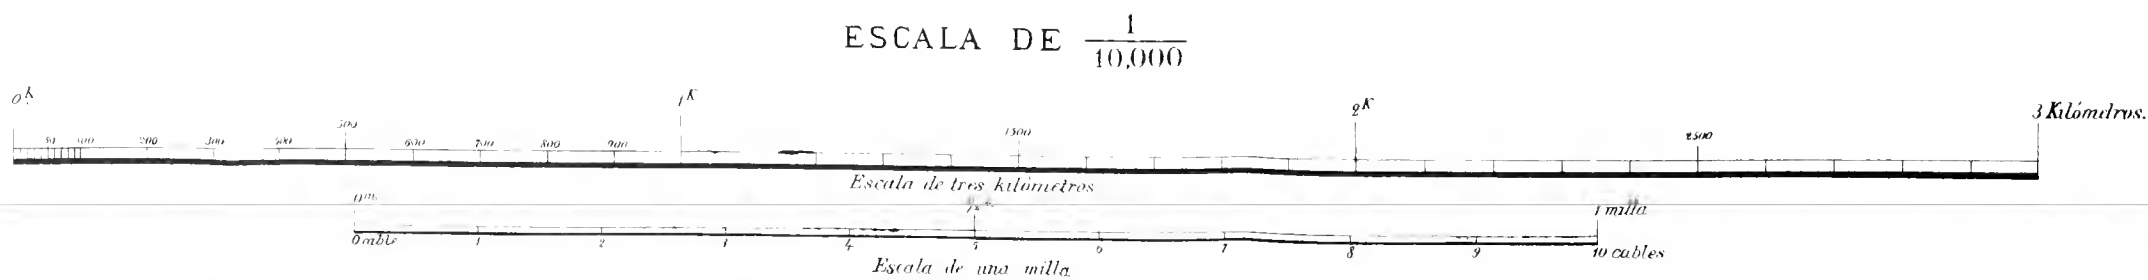 ESCALA DE 1/10,000
0K 1K 2K 3 Kilómetros.
50 100 200 300 400 500 600 700 800 900 1500 2500
Escala de tres kilómetros
0m. 1 milla
0 cable 1 2 3 4 5 6 7 8 9 10 cables
Escala de una milla